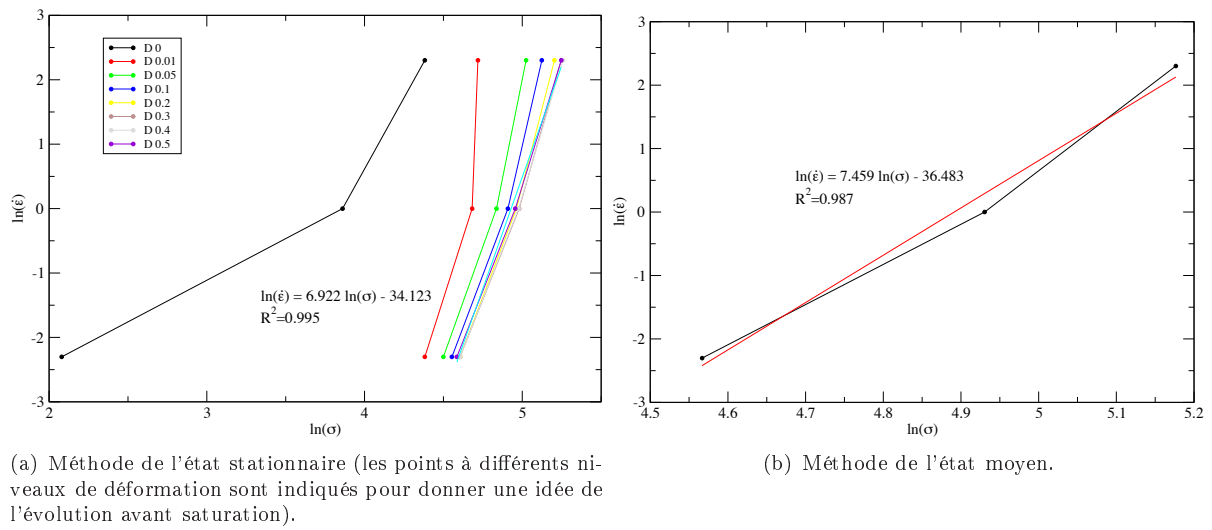 3
2
1
0
-1
-2
-3
ln(ε̇)
D 0
D 0.01
D 0.05
D 0.1
D 0.2
D 0.3
D 0.4
D 0.5
ln(ε̇) = 6.922 ln(σ) - 34.123
R²=0.995
2
3
4
5
ln(σ)
(a) Méthode de l'état stationnaire (les points à différents ni-
veaux de déformation sont indiqués pour donner une idée de
l'évolution avant saturation).
3
2
1
0
-1
-2
-3
ln(ε̇)
ln(ε̇) = 7.459 ln(σ) - 36.483
R²=0.987
4.5
4.6
4.7
4.8
4.9
5
5.1
5.2
ln(σ)
(b) Méthode de l'état moyen.